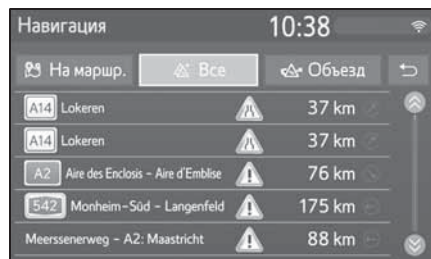 Навигация 10:38
На маршр. Все Объезд
A14 Lokeren 37 km
A14 Lokeren 37 km
A2 Aire des Enclosis - Aire d'Emblise 76 km
542 Monheim-Süd - Langenfeld 175 km
Meerssenerweg - A2: Maastricht 88 km